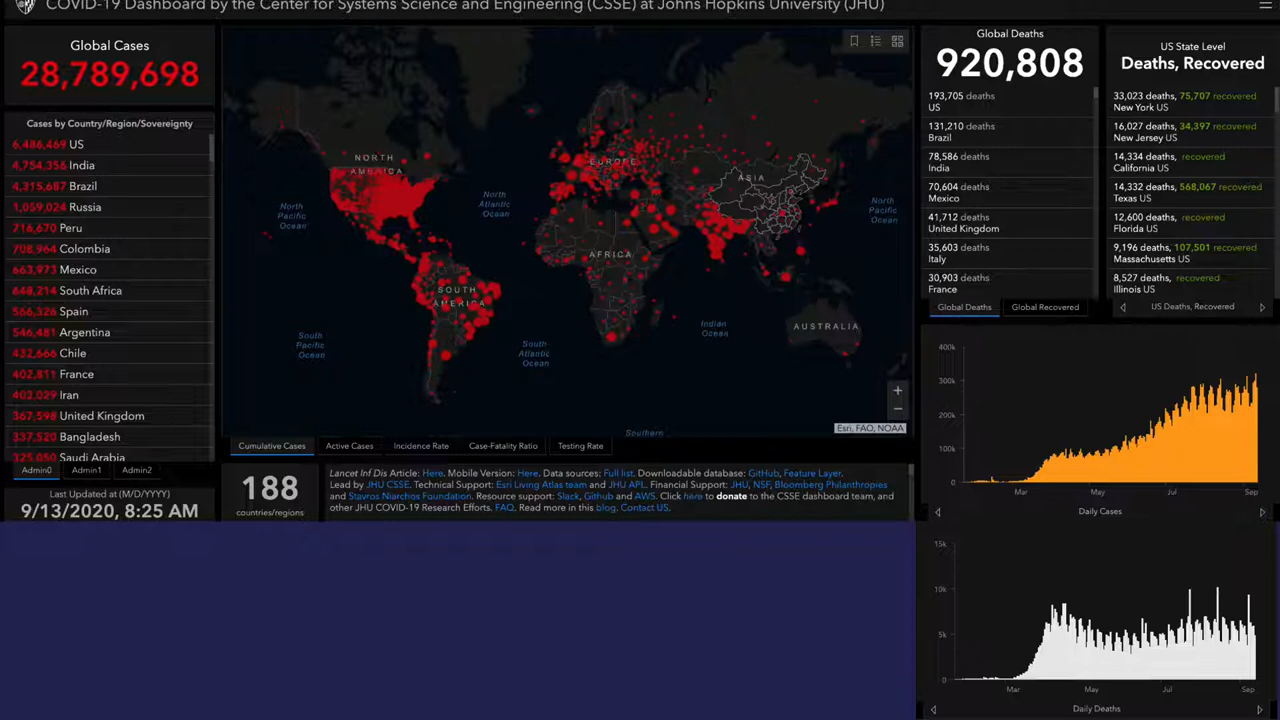 COVID-19 Dashboard by the Center for Systems Science and Engineering (CSSE) at Johns Hopkins University (JHU)
Global Cases
28,789,698
Cases by Country/Region/Sovereignty
6,486,469 US
4,754,356 India
4,315,687 Brazil
1,059,024 Russia
716,670 Peru
708,964 Colombia
663,973 Mexico
648,214 South Africa
566,326 Spain
546,481 Argentina
432,666 Chile
402,811 France
402,029 Iran
367,598 United Kingdom
337,520 Bangladesh
325,050 Saudi Arabia
Admin0 Admin1 Admin2
Last Updated at (M/D/YYYY)
9/13/2020, 8:25 AM
NORTH
AMERICA
EUROPE
ASIA
North
Pacific
Ocean
North
Atlantic
Ocean
North
Pacific
Ocean
AFRICA
SOUTH
AMERICA
AUSTRALIA
Indian
Ocean
South
Pacific
Ocean
South
Atlantic
Ocean
Southern
+
−
Esri, FAO, NOAA
Cumulative Cases Active Cases Incidence Rate Case-Fatality Ratio Testing Rate
188
countries/regions
Lancet Inf Dis Article: Here. Mobile Version: Here. Data sources: Full list. Downloadable database: GitHub, Feature Layer.
Lead by JHU CSSE. Technical Support: Esri Living Atlas team and JHU APL. Financial Support: JHU, NSF, Bloomberg Philanthropies
and Stavros Niarchos Foundation. Resource support: Slack, Github and AWS. Click here to donate to the CSSE dashboard team, and
other JHU COVID-19 Research Efforts. FAQ. Read more in this blog. Contact US.
Global Deaths
920,808
193,705 deaths
US
131,210 deaths
Brazil
78,586 deaths
India
70,604 deaths
Mexico
41,712 deaths
United Kingdom
35,603 deaths
Italy
30,903 deaths
France
Global Deaths Global Recovered
US State Level
Deaths, Recovered
33,023 deaths, 75,707 recovered
New York US
16,027 deaths, 34,397 recovered
New Jersey US
14,334 deaths, recovered
California US
14,332 deaths, 568,067 recovered
Texas US
12,600 deaths, recovered
Florida US
9,196 deaths, 107,501 recovered
Massachusetts US
8,527 deaths, recovered
Illinois US
US Deaths, Recovered
400k
300k
200k
100k
0
Mar May Jul Sep
Daily Cases
15k
10k
5k
0
Mar May Jul Sep
Daily Deaths